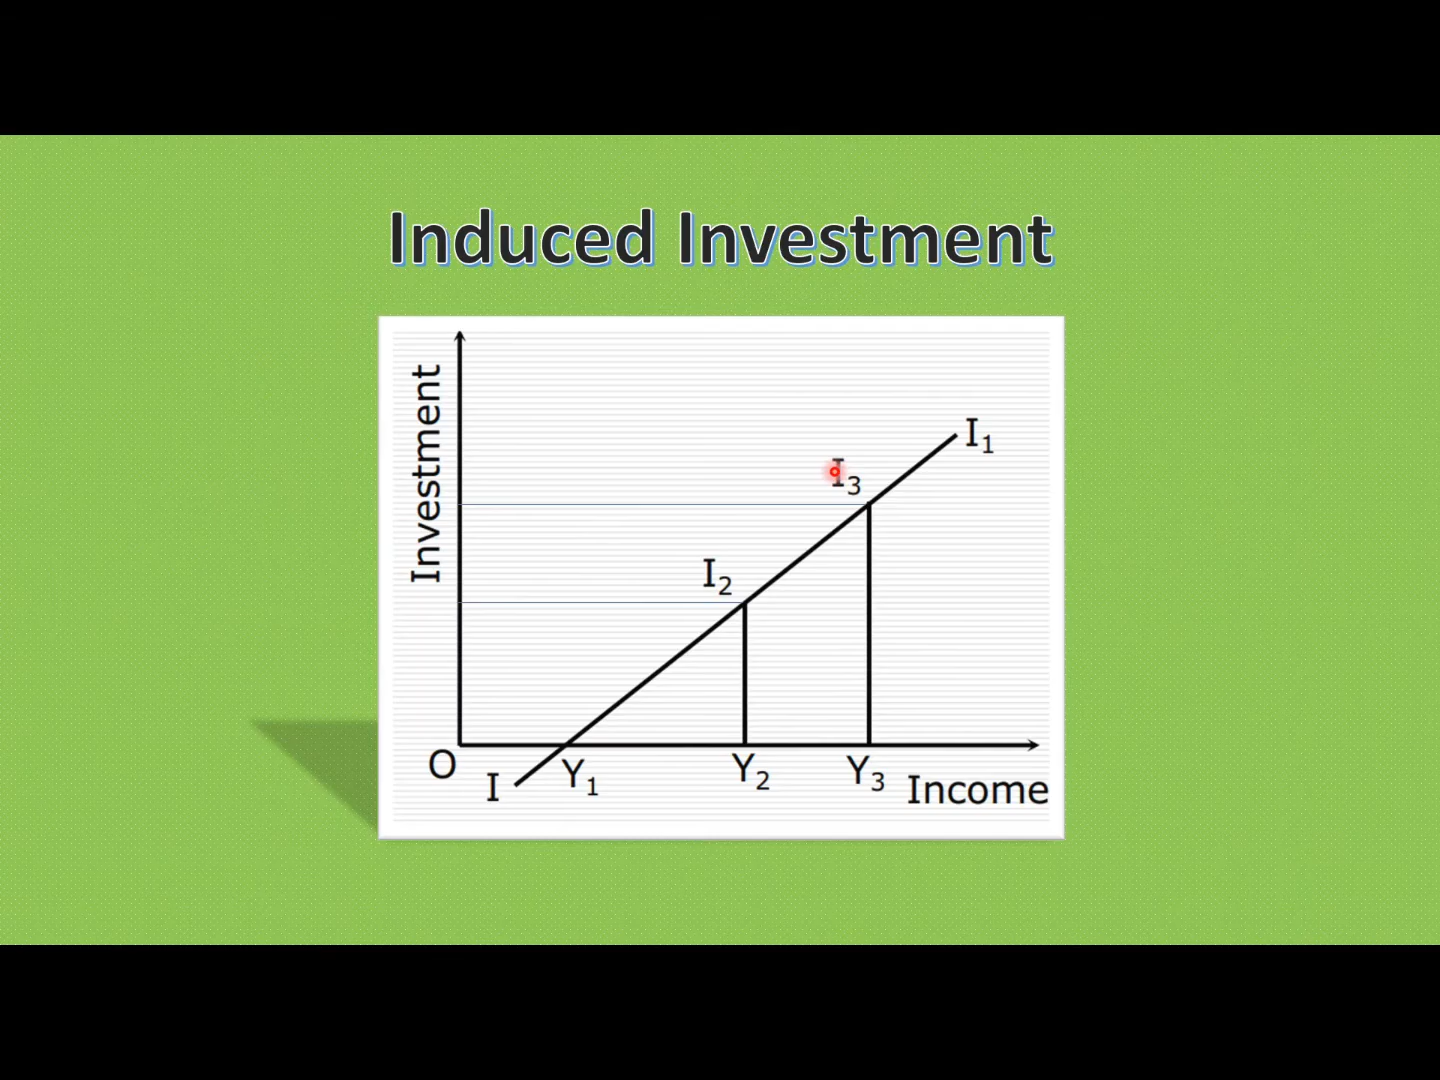 Induced Investment
Investment
I₁
I₃
I₂
O
I
Y₁
Y₂
Y₃
Income